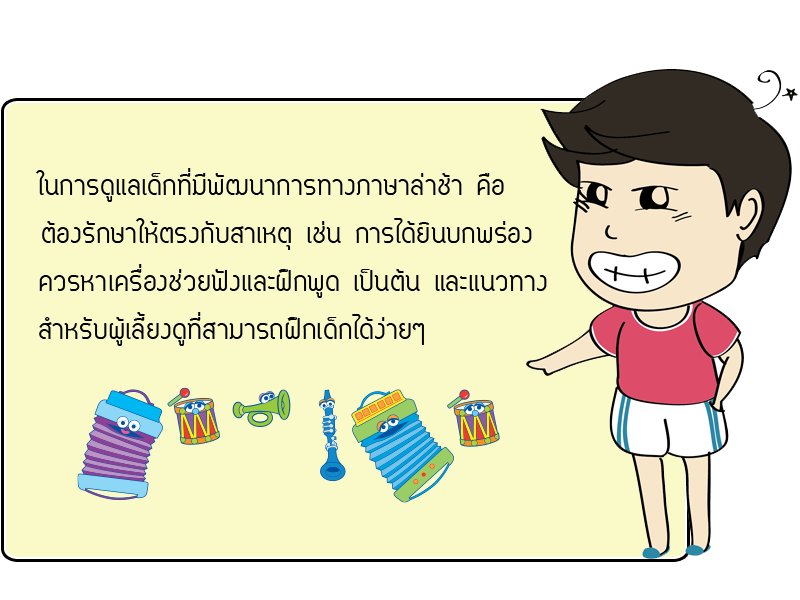 ในการดูแลเด็กที่มีพัฒนาการทางภาษาล่าช้า คือ
ต้องรักษาให้ตรงกับสาเหตุ เช่น การได้ยินบกพร่อง
ควรหาเครื่องช่วยฟังและฝึกพูด เป็นต้น และแนวทาง
สำหรับผู้เลี้ยงดูที่สามารถฝึกเด็กได้ง่ายๆ